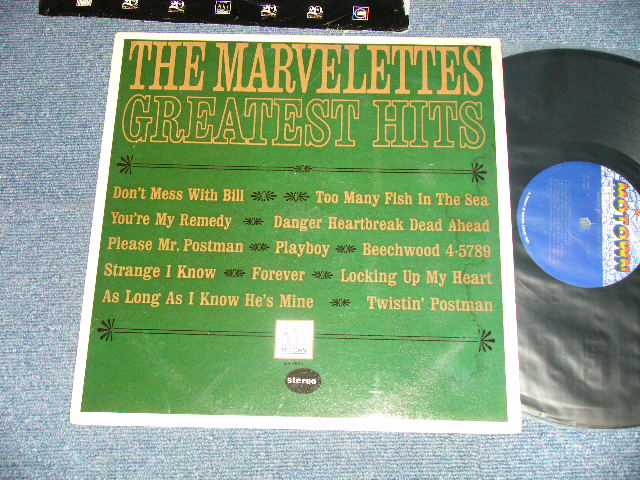 THE MARVELETTES
GREATEST HITS
Don't Mess With Bill Too Many Fish In The Sea
You're My Remedy Danger Heartbreak Dead Ahead
Please Mr. Postman Playboy Beechwood 4-5789
Strange I Know Forever Locking Up My Heart
As Long As I Know He's Mine Twistin' Postman
MOTOWN
stereo
MOTOWN